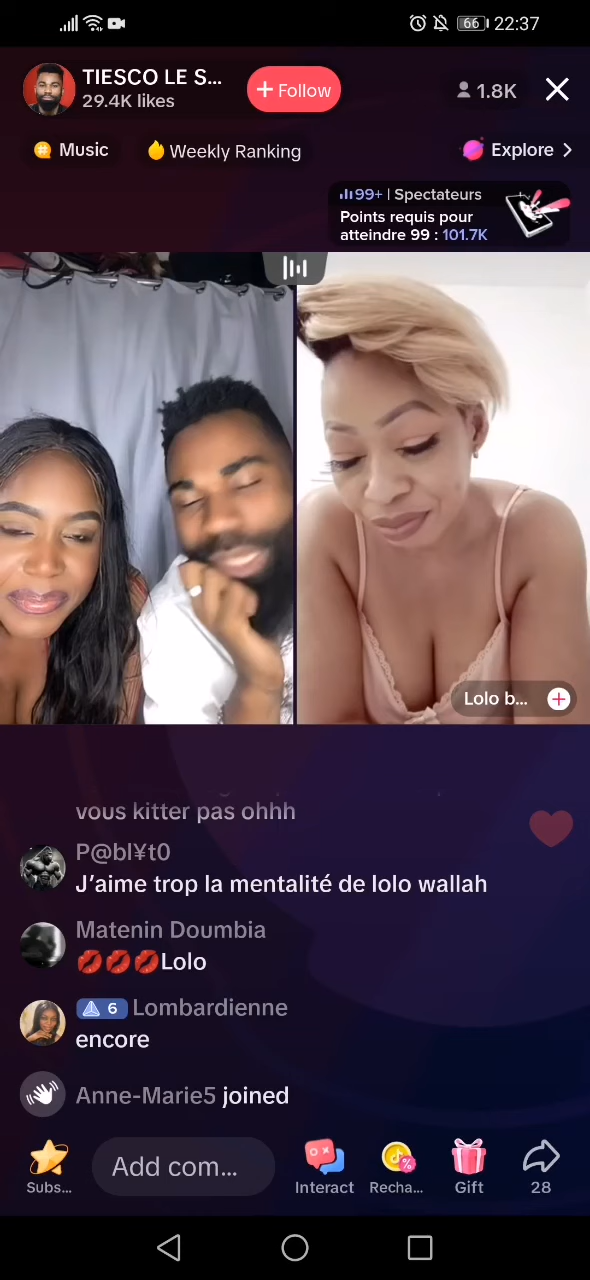 66 22:37
TIESCO LE S...
29.4K likes
+ Follow
1.8K
Music
Weekly Ranking
Explore
99+ | Spectateurs
Points requis pour
atteindre 99 : 101.7K
Lolo b...
vous kitter pas ohhh
P@bl¥t0
J’aime trop la mentalité de lolo wallah
Matenin Doumbia
💋💋💋Lolo
6 Lombardienne
encore
Anne-Marie5 joined
Add com...
Subs...
Interact
Recha...
Gift
28